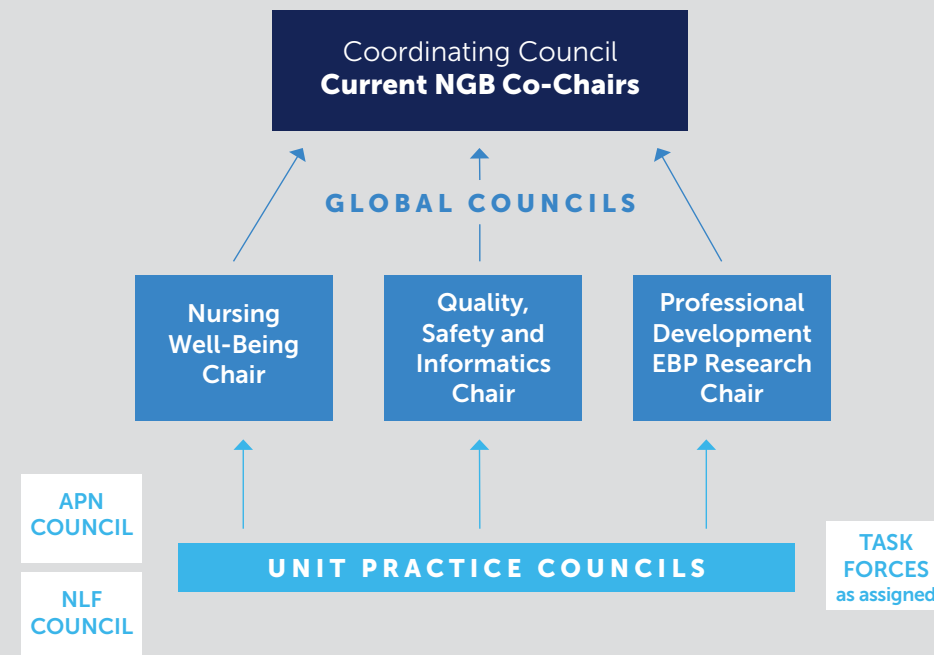 Coordinating Council
Current NGB Co-Chairs
GLOBAL COUNCILS
Nursing
Well-Being
Chair
Quality,
Safety and
Informatics
Chair
Professional
Development
EBP Research
Chair
APN
COUNCIL
NLF
COUNCIL
UNIT PRACTICE COUNCILS
TASK
FORCES
as assigned